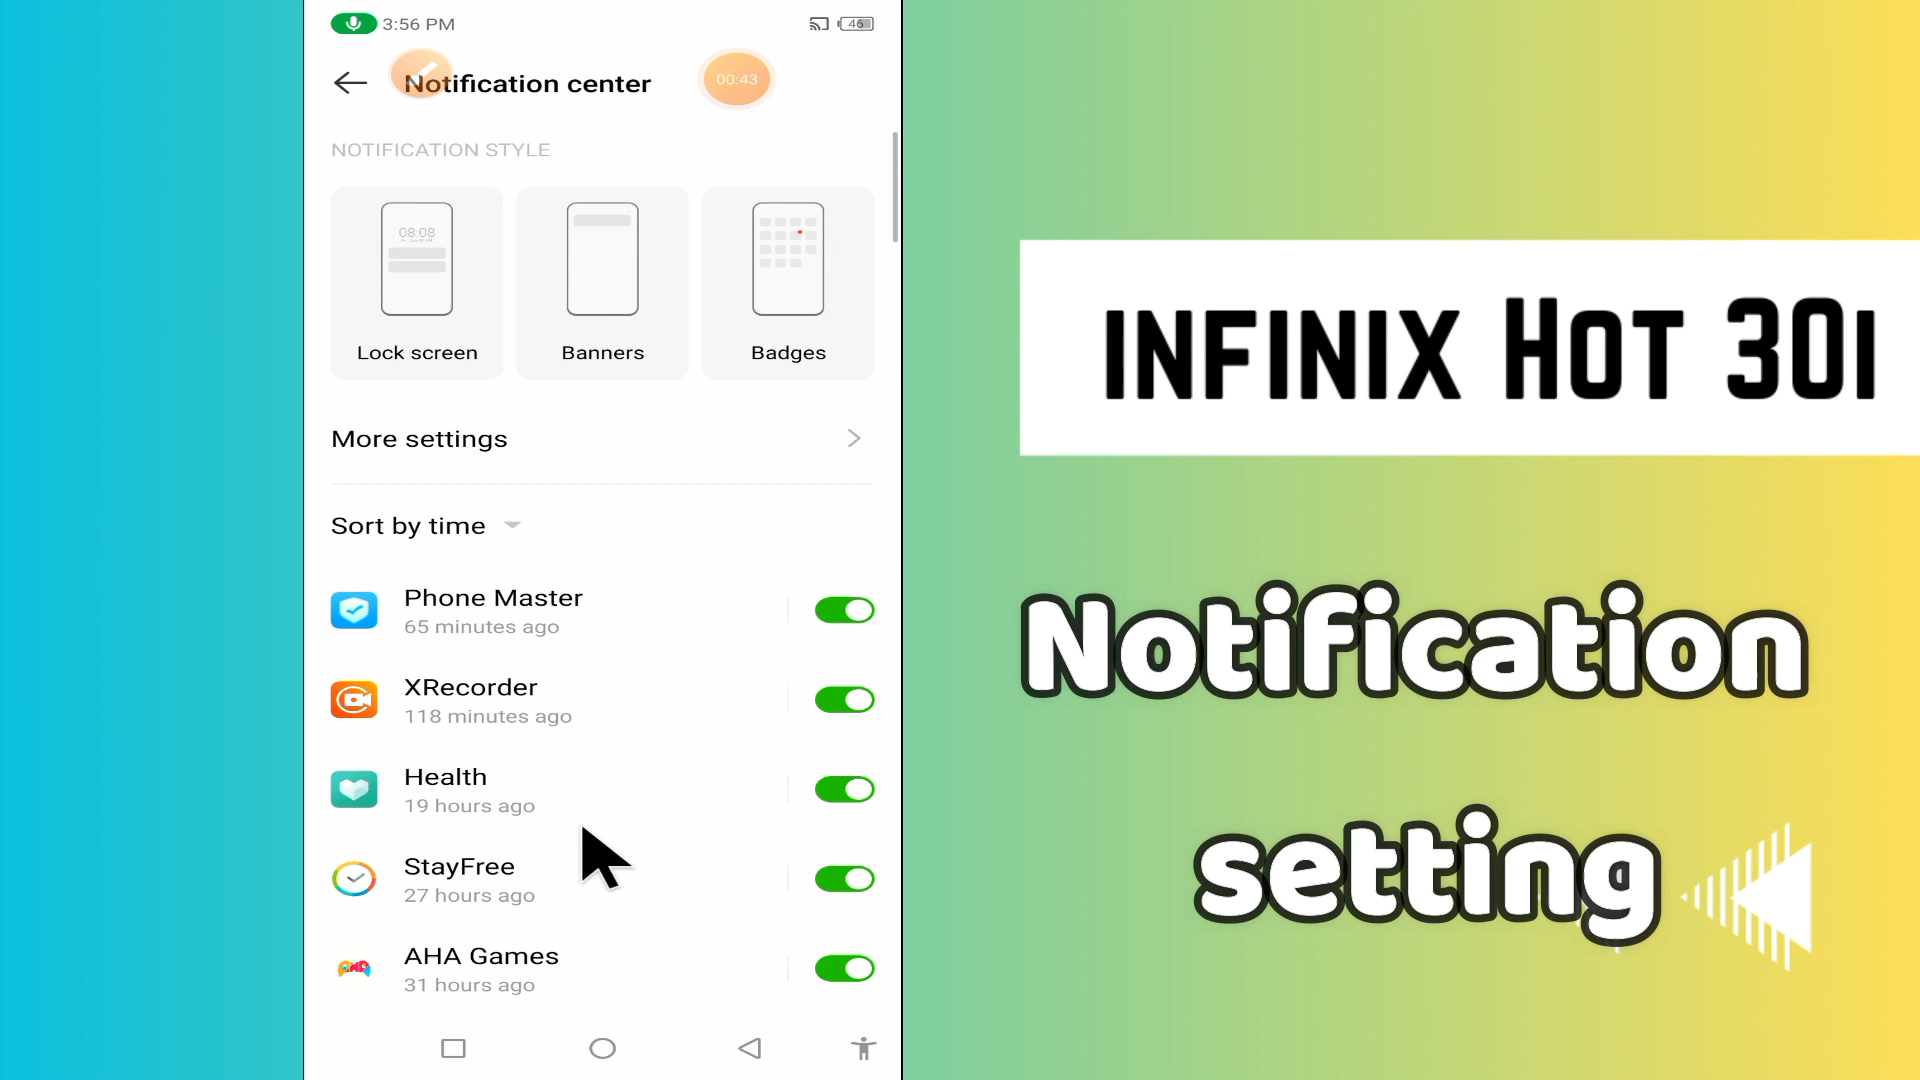 3:56 PM
46
Notification center
00:43
NOTIFICATION STYLE
08:08
Lock screen
Banners
Badges
More settings
Sort by time
Phone Master
65 minutes ago
XRecorder
118 minutes ago
Health
19 hours ago
StayFree
27 hours ago
AHA Games
31 hours ago
INFINIX HOT 30I
Notification
setting